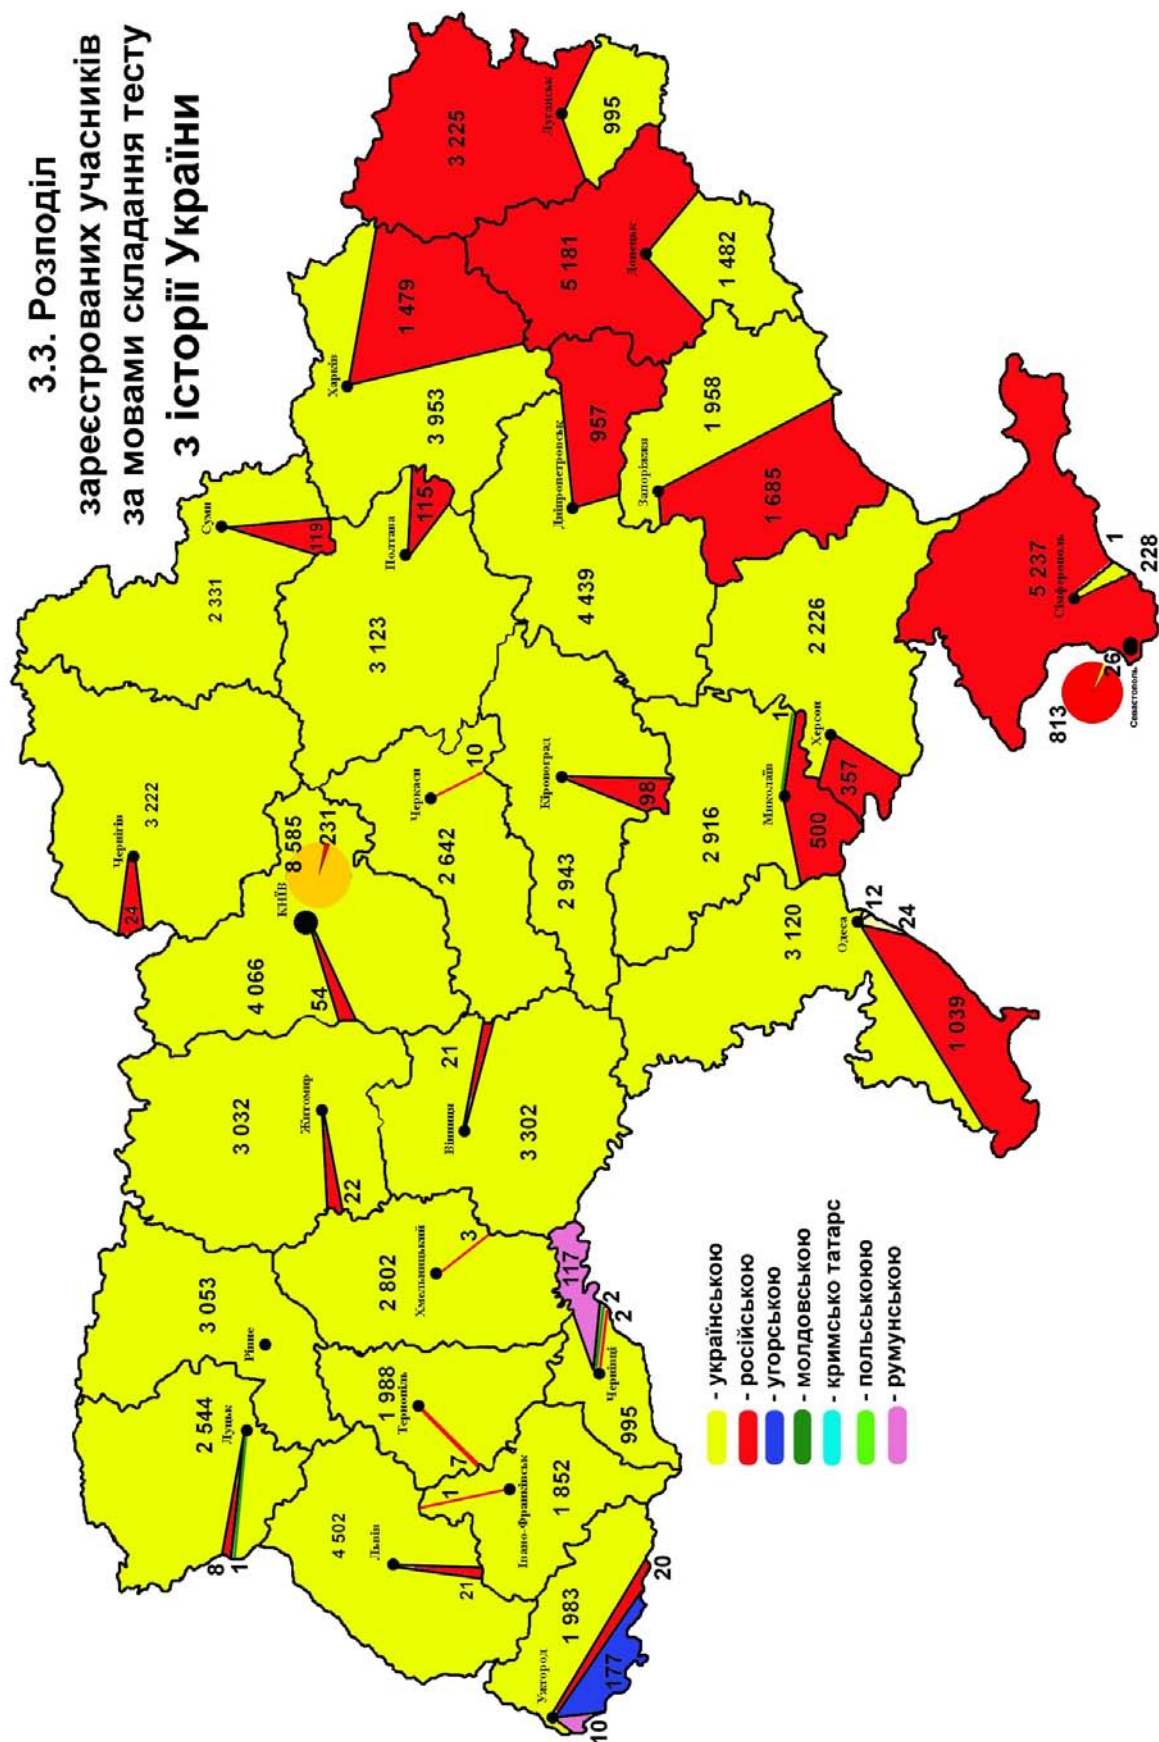 3.3. Розподіл
зареєстрованих учасників
за мовами складання тесту
з історії України
2 544
Луцьк
8
1
3 053
Рівне
3 032
Житомир
22
4 066
54
КИЇВ
8 585
231
3 222
Чернігів
24
2 331
Суми
119
4 502
Львів
21
1 988
Тернопіль
7
2 802
Хмельницький
3
3 302
Вінниця
21
2 642
Черкаси
10
3 123
Полтава
115
Харків
3 953
1 479
3 225
Луганськ
995
1 983
Ужгород
20
177
10
1
Івано-Франківськ
1 852
995
Чернівці
117
2
2
2 943
Кіровоград
98
4 439
Дніпропетровськ
957
5 181
Донецьк
1 482
3 120
Одеса
12
24
1 039
2 916
Миколаїв
1
500
Херсон
357
2 226
Запоріжжя
1 958
1 685
5 237
Сімферополь
1
228
813
26
Севастополь
- українською
- російською
- угорською
- молдовською
- кримсько татарс
- польськоюю
- румунською